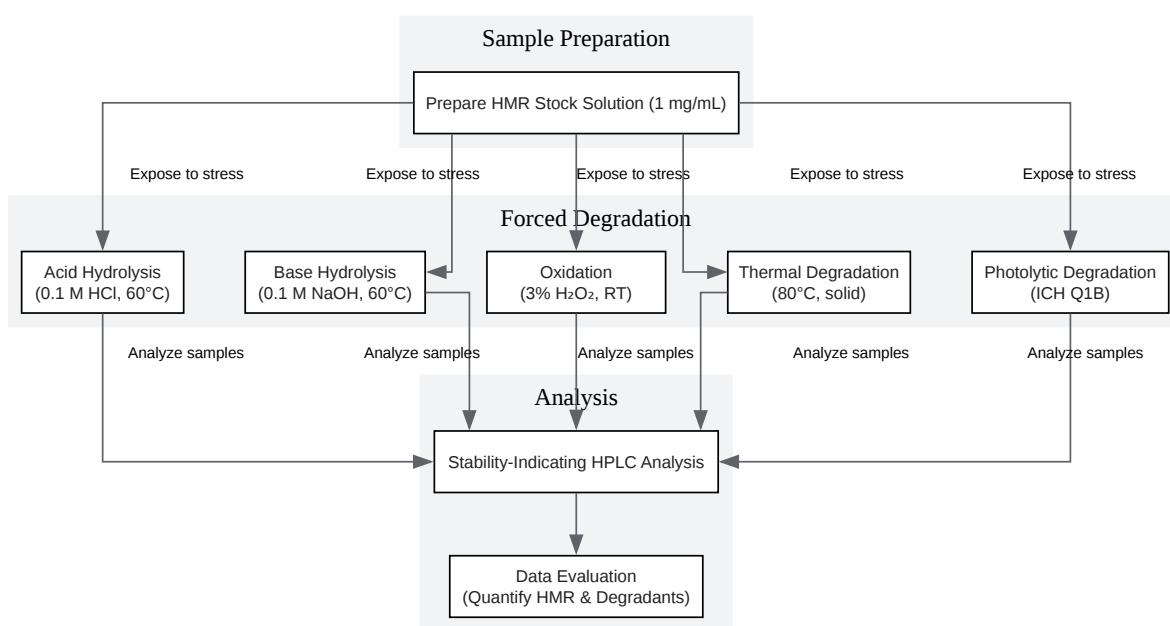 Sample Preparation
Prepare HMR Stock Solution (1 mg/mL)
Expose to stress
Expose to stress
Expose to stress
Expose to stress
Expose to stress
Forced Degradation
Acid Hydrolysis
(0.1 M HCl, 60°C)
Base Hydrolysis
(0.1 M NaOH, 60°C)
Oxidation
(3% H₂O₂, RT)
Thermal Degradation
(80°C, solid)
Photolytic Degradation
(ICH Q1B)
Analyze samples
Analyze samples
Analyze samples
Analyze samples
Analyze samples
Analysis
Stability-Indicating HPLC Analysis
Data Evaluation
(Quantify HMR & Degradants)